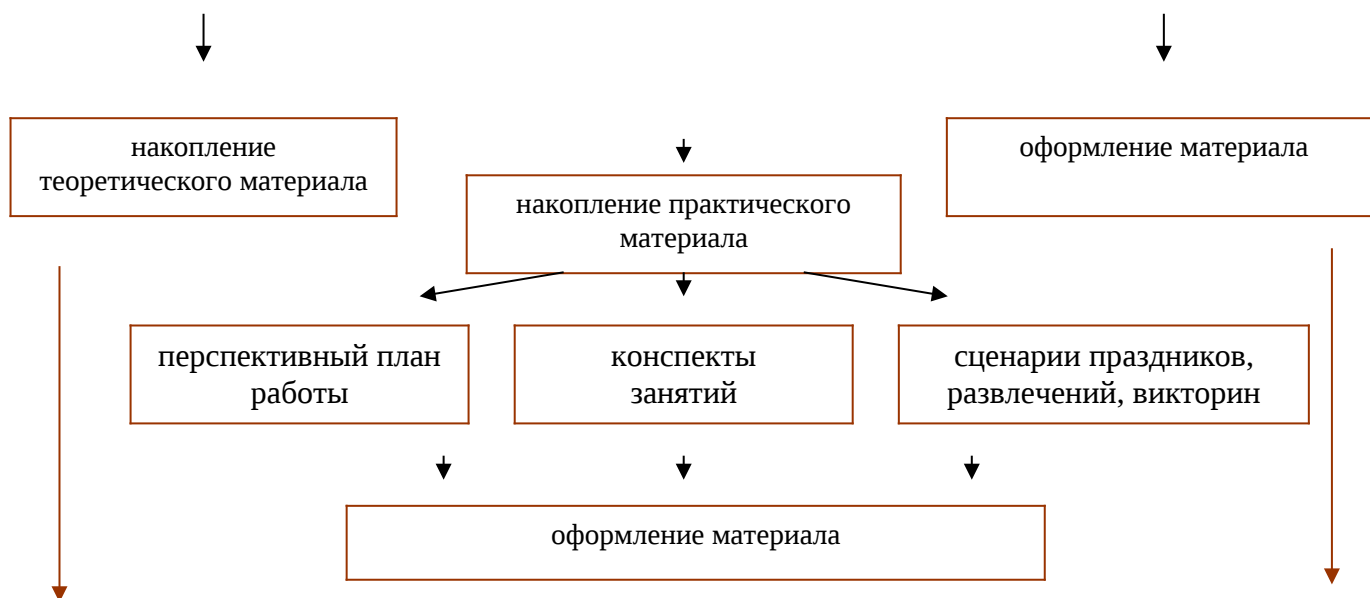 накопление
теоретического материала
оформление материала
накопление практического
материала
перспективный план
работы
конспекты
занятий
сценарии праздников,
развлечений, викторин
оформление материала